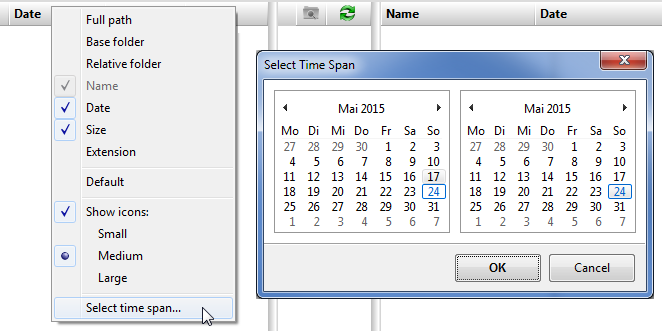 Date
Name Date
Full path
Base folder
Relative folder
Name
Date
Size
Extension
Default
Show icons:
Small
Medium
Large
Select time span...
Select Time Span
Mai 2015
Mo Di Mi Do Fr Sa So
27 28 29 30 1 2 3
4 5 6 7 8 9 10
11 12 13 14 15 16 17
18 19 20 21 22 23 24
25 26 27 28 29 30 31
1 2 3 4 5 6 7
Mai 2015
Mo Di Mi Do Fr Sa So
27 28 29 30 1 2 3
4 5 6 7 8 9 10
11 12 13 14 15 16 17
18 19 20 21 22 23 24
25 26 27 28 29 30 31
1 2 3 4 5 6 7
OK Cancel